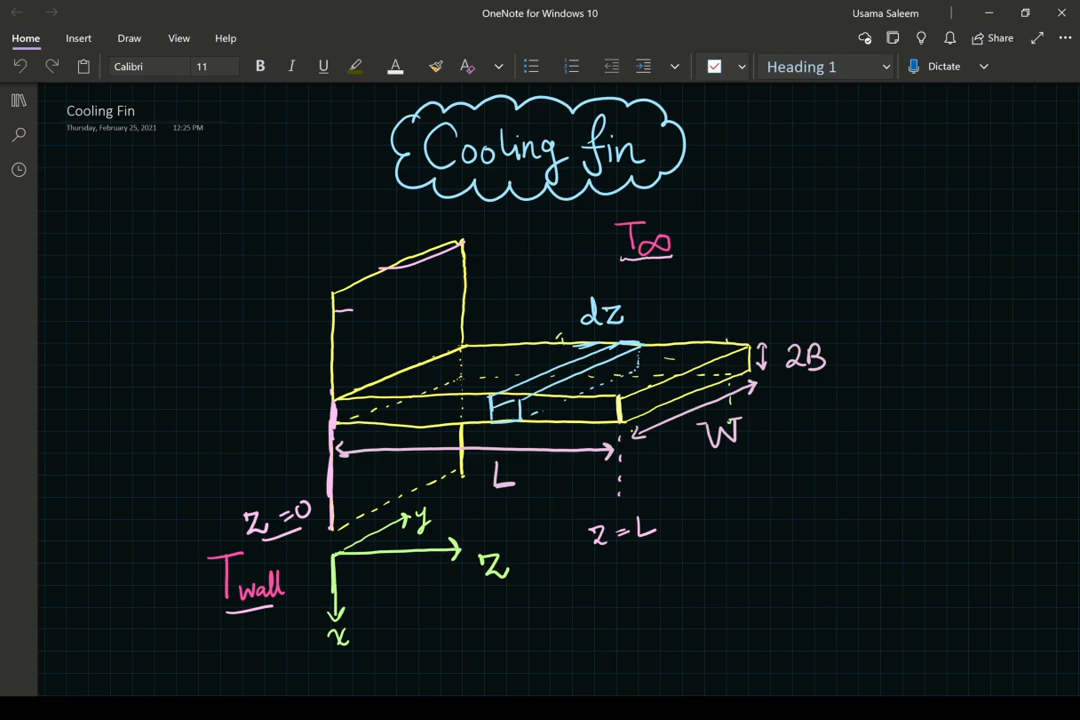 OneNote for Windows 10
Usama Saleem
Home Insert Draw View Help
Share
Calibri 11 B I U A A Heading 1 Dictate
Cooling Fin
Thursday, February 25, 2021 12:25 PM
Cooling fin
T∞
dz
2B
W
L
z=0
z=L
y
z
Twall
x